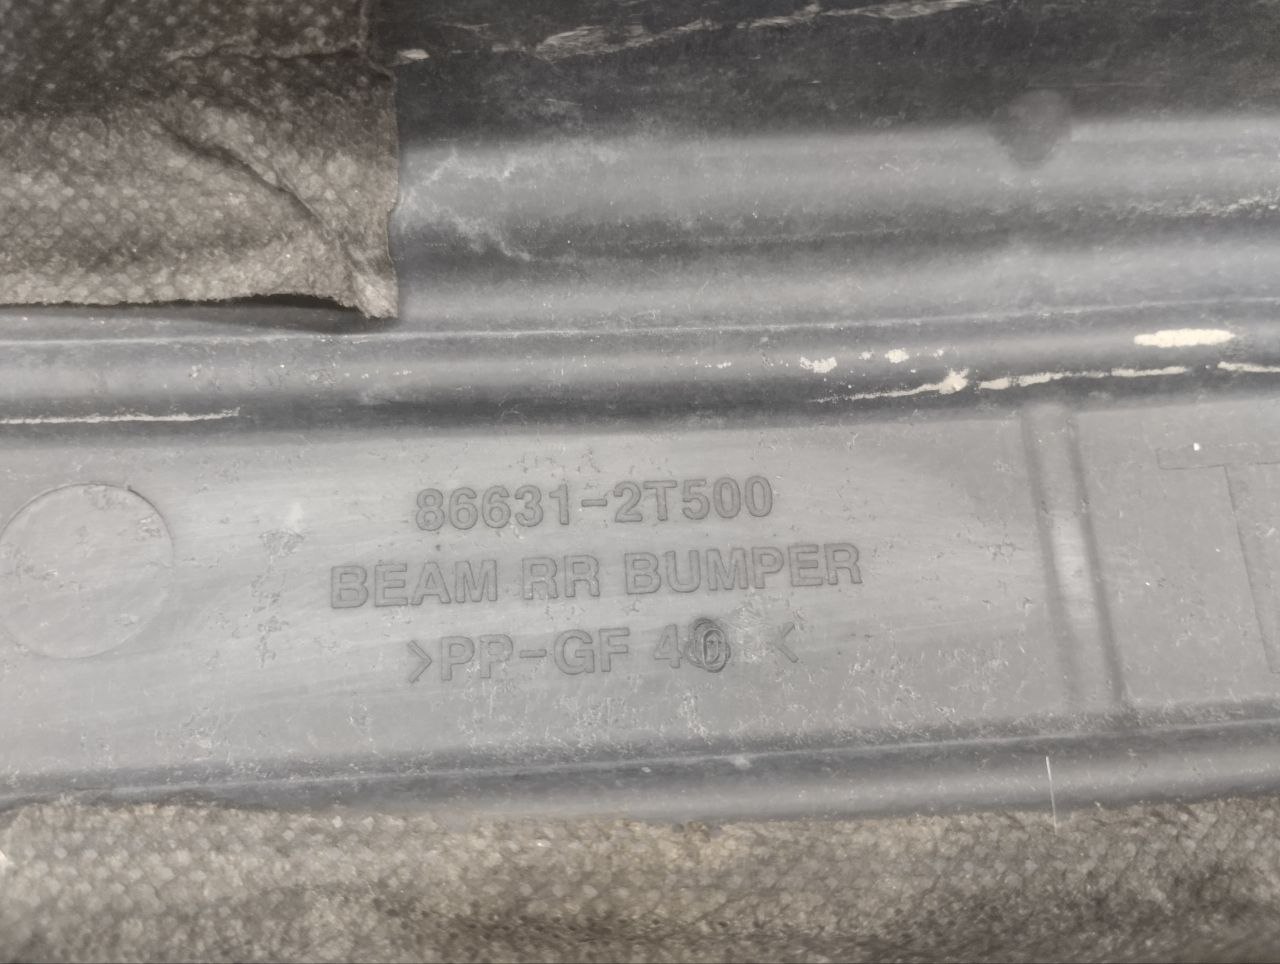 86631-2T500
BEAM RR BUMPER
>PP-GF 40 <